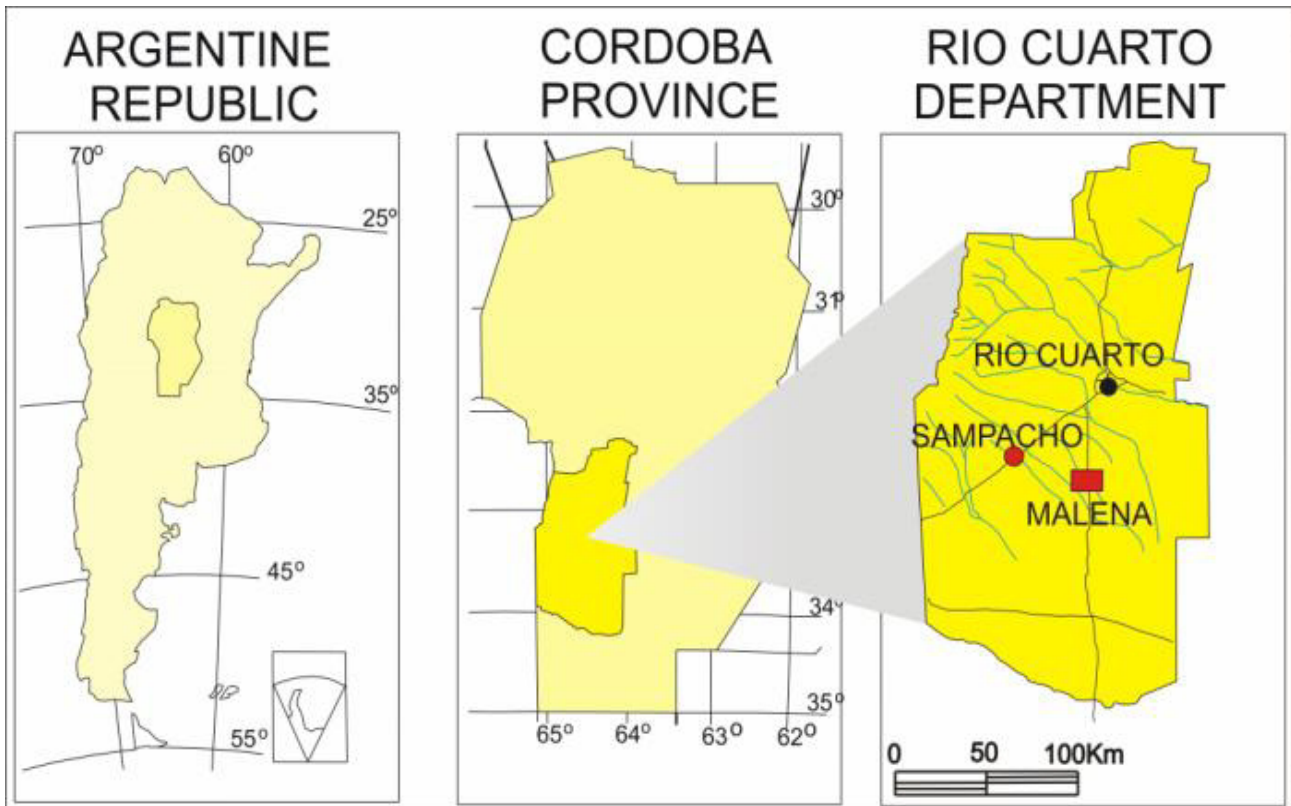 ARGENTINE
REPUBLIC
70º
60º
25º
35º
45º
55º
CORDOBA
PROVINCE
30º
31º
34º
35º
65º
64º
63º
62º
RIO CUARTO
DEPARTMENT
RIO CUARTO
SAMPACHO
MALENA
0
50
100Km